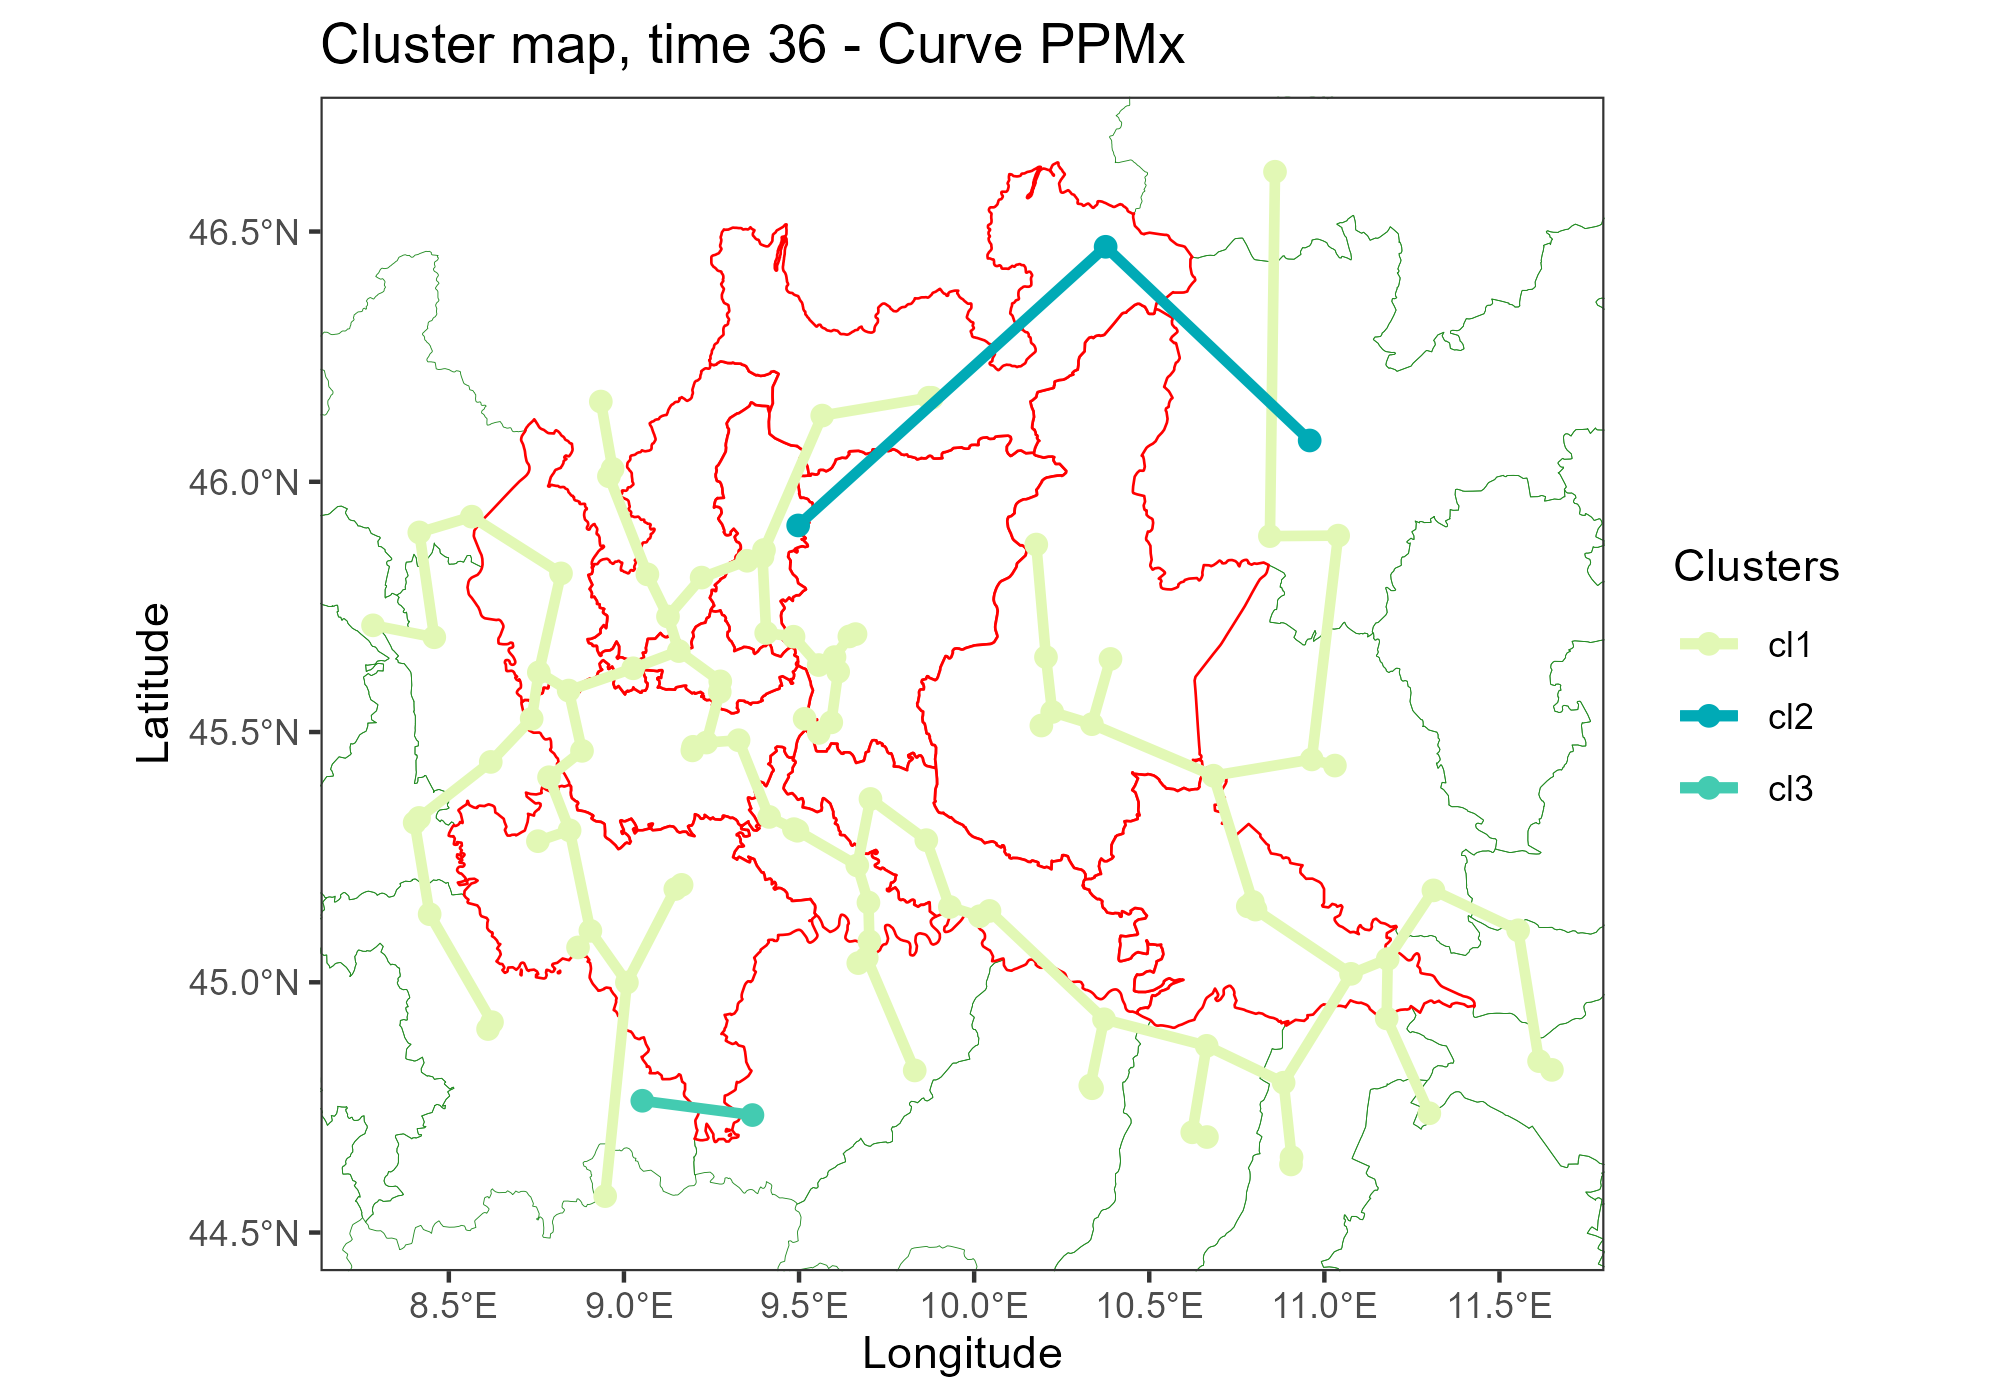 Cluster map, time 36 - Curve PPMx
46.5°N
46.0°N
45.5°N
45.0°N
44.5°N
Latitude
8.5°E
9.0°E
9.5°E
10.0°E
10.5°E
11.0°E
11.5°E
Longitude
Clusters
cl1
cl2
cl3